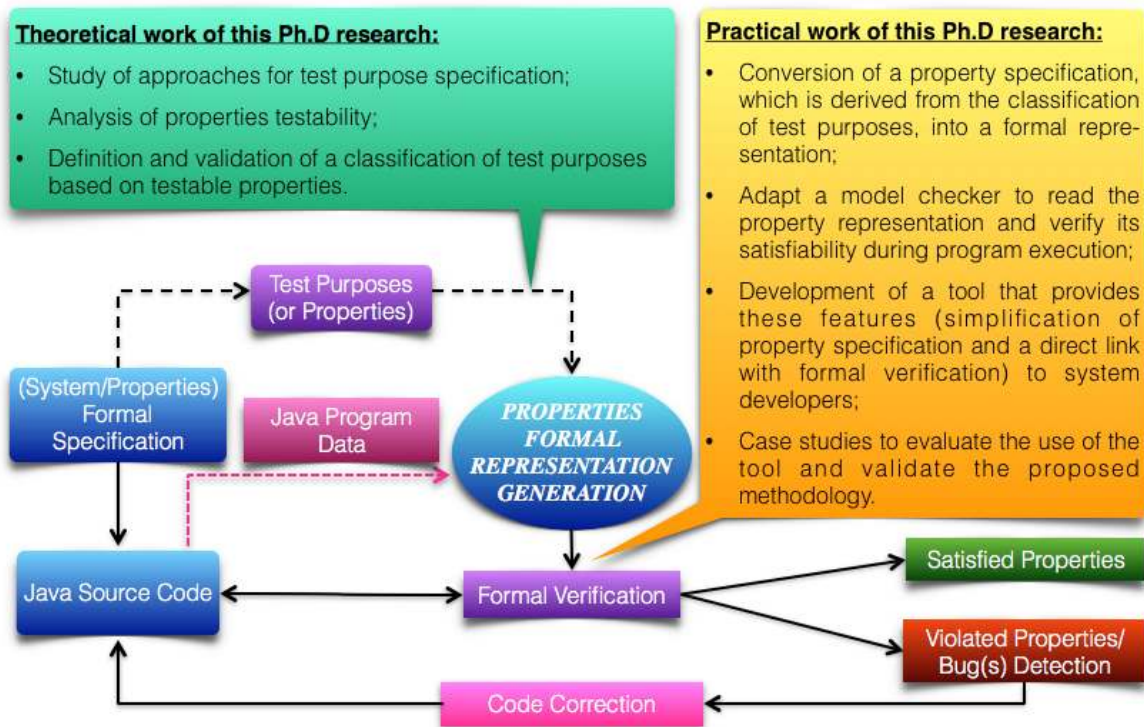 Theoretical work of this Ph.D research:
• Study of approaches for test purpose specification;
• Analysis of properties testability;
• Definition and validation of a classification of test purposes
based on testable properties.
Practical work of this Ph.D research:
• Conversion of a property specification,
which is derived from the classification
of test purposes, into a formal repre-
sentation;
• Adapt a model checker to read the
property representation and verify its
satisfiability during program execution;
• Development of a tool that provides
these features (simplification of
property specification and a direct link
with formal verification) to system
developers;
• Case studies to evaluate the use of the
tool and validate the proposed
methodology.
Test Purposes
(or Properties)
(System/Properties)
Formal
Specification
Java Program
Data
PROPERTIES
FORMAL
REPRESENTATION
GENERATION
Java Source Code
Formal Verification
Satisfied Properties
Violated Properties/
Bug(s) Detection
Code Correction